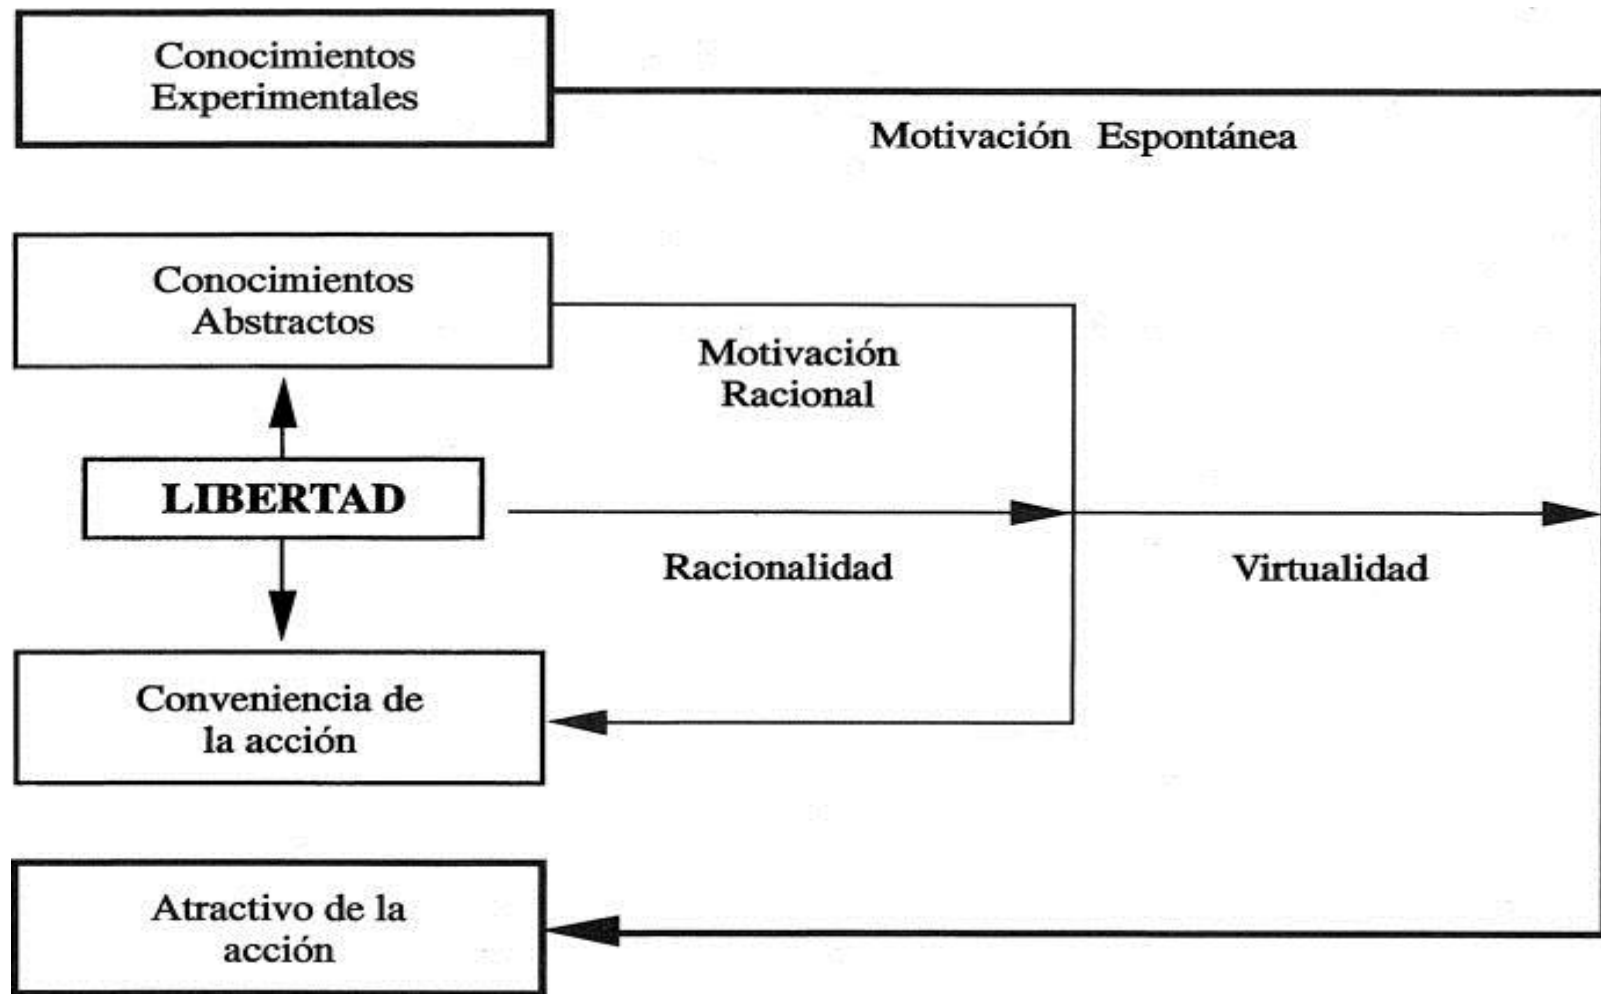 Conocimientos
Experimentales
Motivación Espontánea
Conocimientos
Abstractos
Motivación
Racional
LIBERTAD
Racionalidad
Virtualidad
Conveniencia de
la acción
Atractivo de la
acción